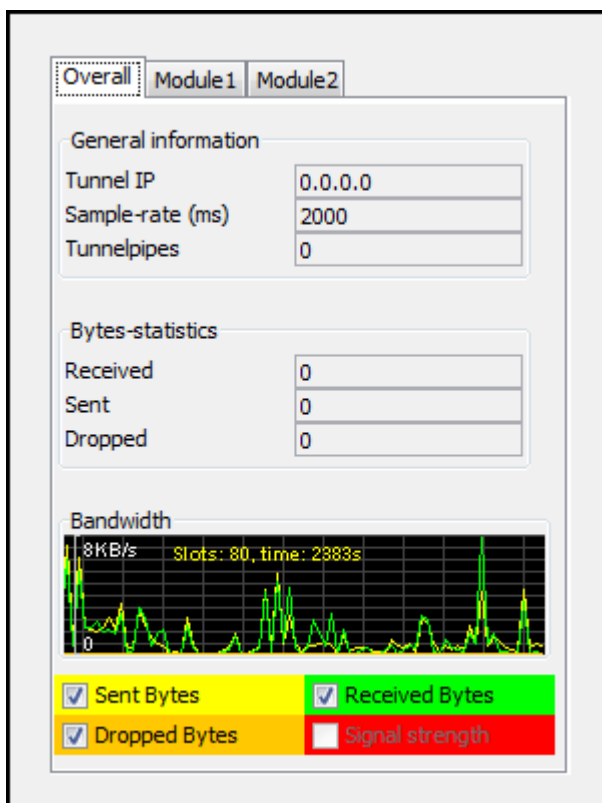 Overall Module1 Module2
General information
Tunnel IP 0.0.0.0
Sample-rate (ms) 2000
Tunnelpipes 0
Bytes-statistics
Received 0
Sent 0
Dropped 0
Bandwidth
8KB/s Slots: 80, time: 2383s
0
Sent Bytes Received Bytes
Dropped Bytes Signal strength